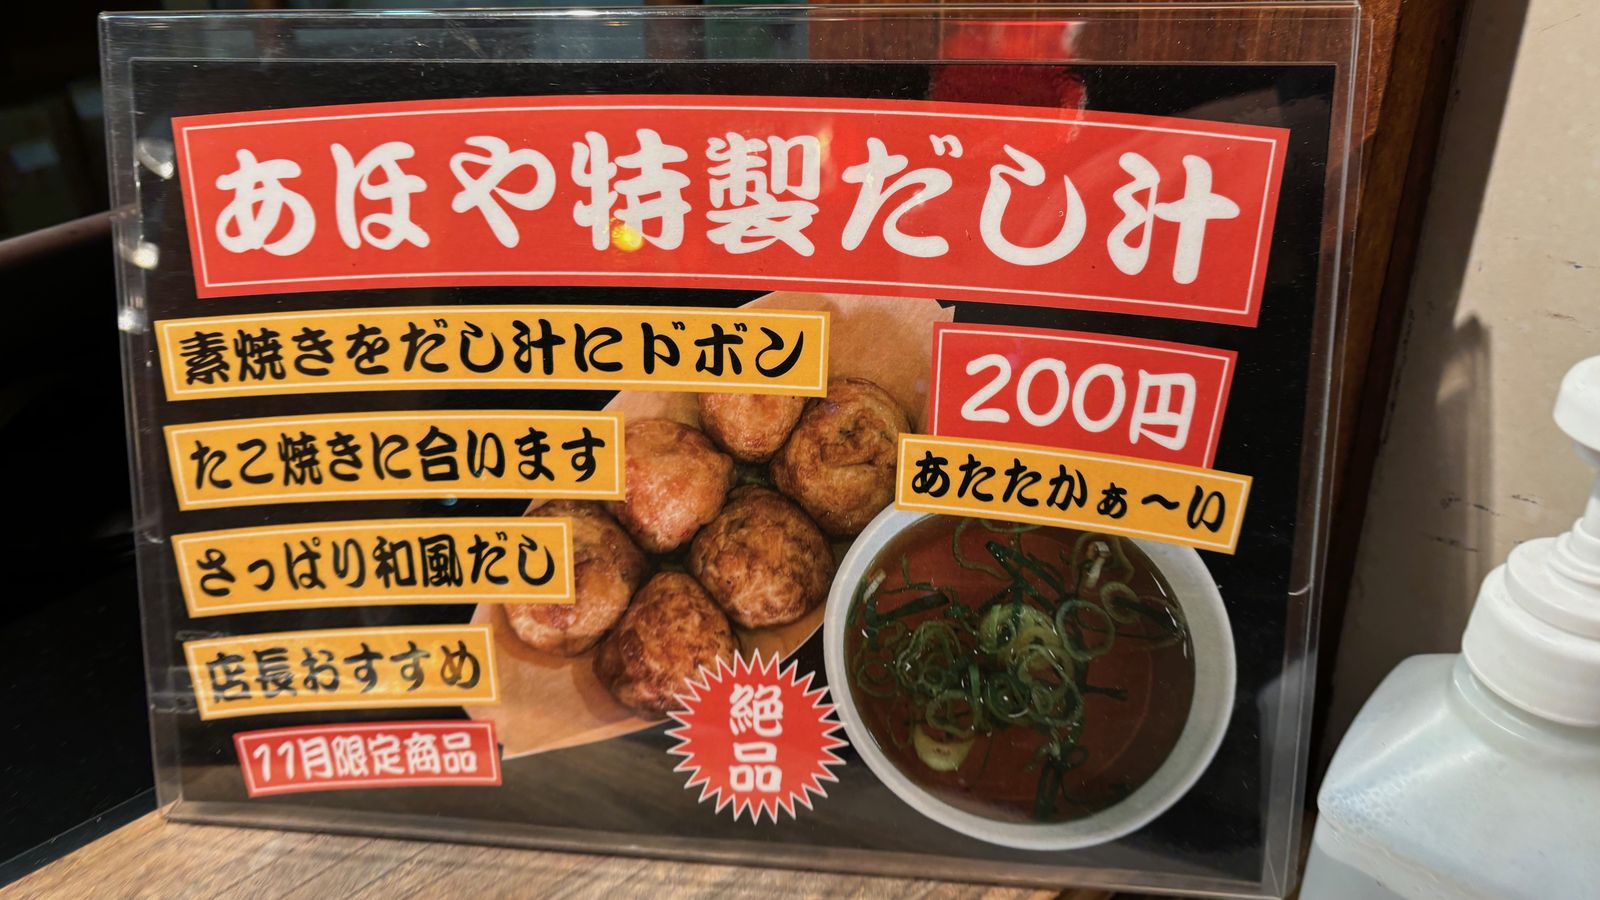 あほや特製だし汁
素焼きをだし汁にドボン
たこ焼きに合います
さっぱり和風だし
店長おすすめ
11月限定商品
200円
あたたかぁ〜い
絶品